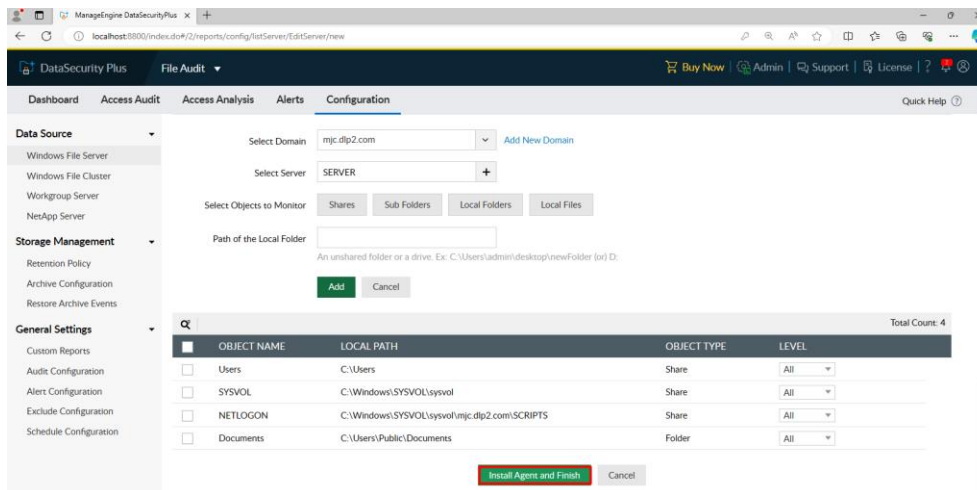 ManageEngine DataSecurityPlus
localhost:8800/index.do#/2/reports/config/listServer/EditServer/new
DataSecurity Plus File Audit Buy Now Admin Support License ?
Dashboard Access Audit Access Analysis Alerts Configuration Quick Help
Data Source
Windows File Server
Windows File Cluster
Workgroup Server
NetApp Server
Storage Management
Retention Policy
Archive Configuration
Restore Archive Events
General Settings
Custom Reports
Audit Configuration
Alert Configuration
Exclude Configuration
Schedule Configuration
Select Domain mjc.dlp2.com Add New Domain
Select Server SERVER
Select Objects to Monitor Shares Sub Folders Local Folders Local Files
Path of the Local Folder
An unshared folder or a drive. Ex: C:\Users\admin\desktop\newFolder (or) D:
Add Cancel
Total Count: 4
OBJECT NAME LOCAL PATH OBJECT TYPE LEVEL
Users C:\Users Share All
SYSVOL C:\Windows\SYSVOL\sysvol Share All
NETLOGON C:\Windows\SYSVOL\sysvol\mjc.dlp2.com\SCRIPTS Share All
Documents C:\Users\Public\Documents Folder All
Install Agent and Finish Cancel